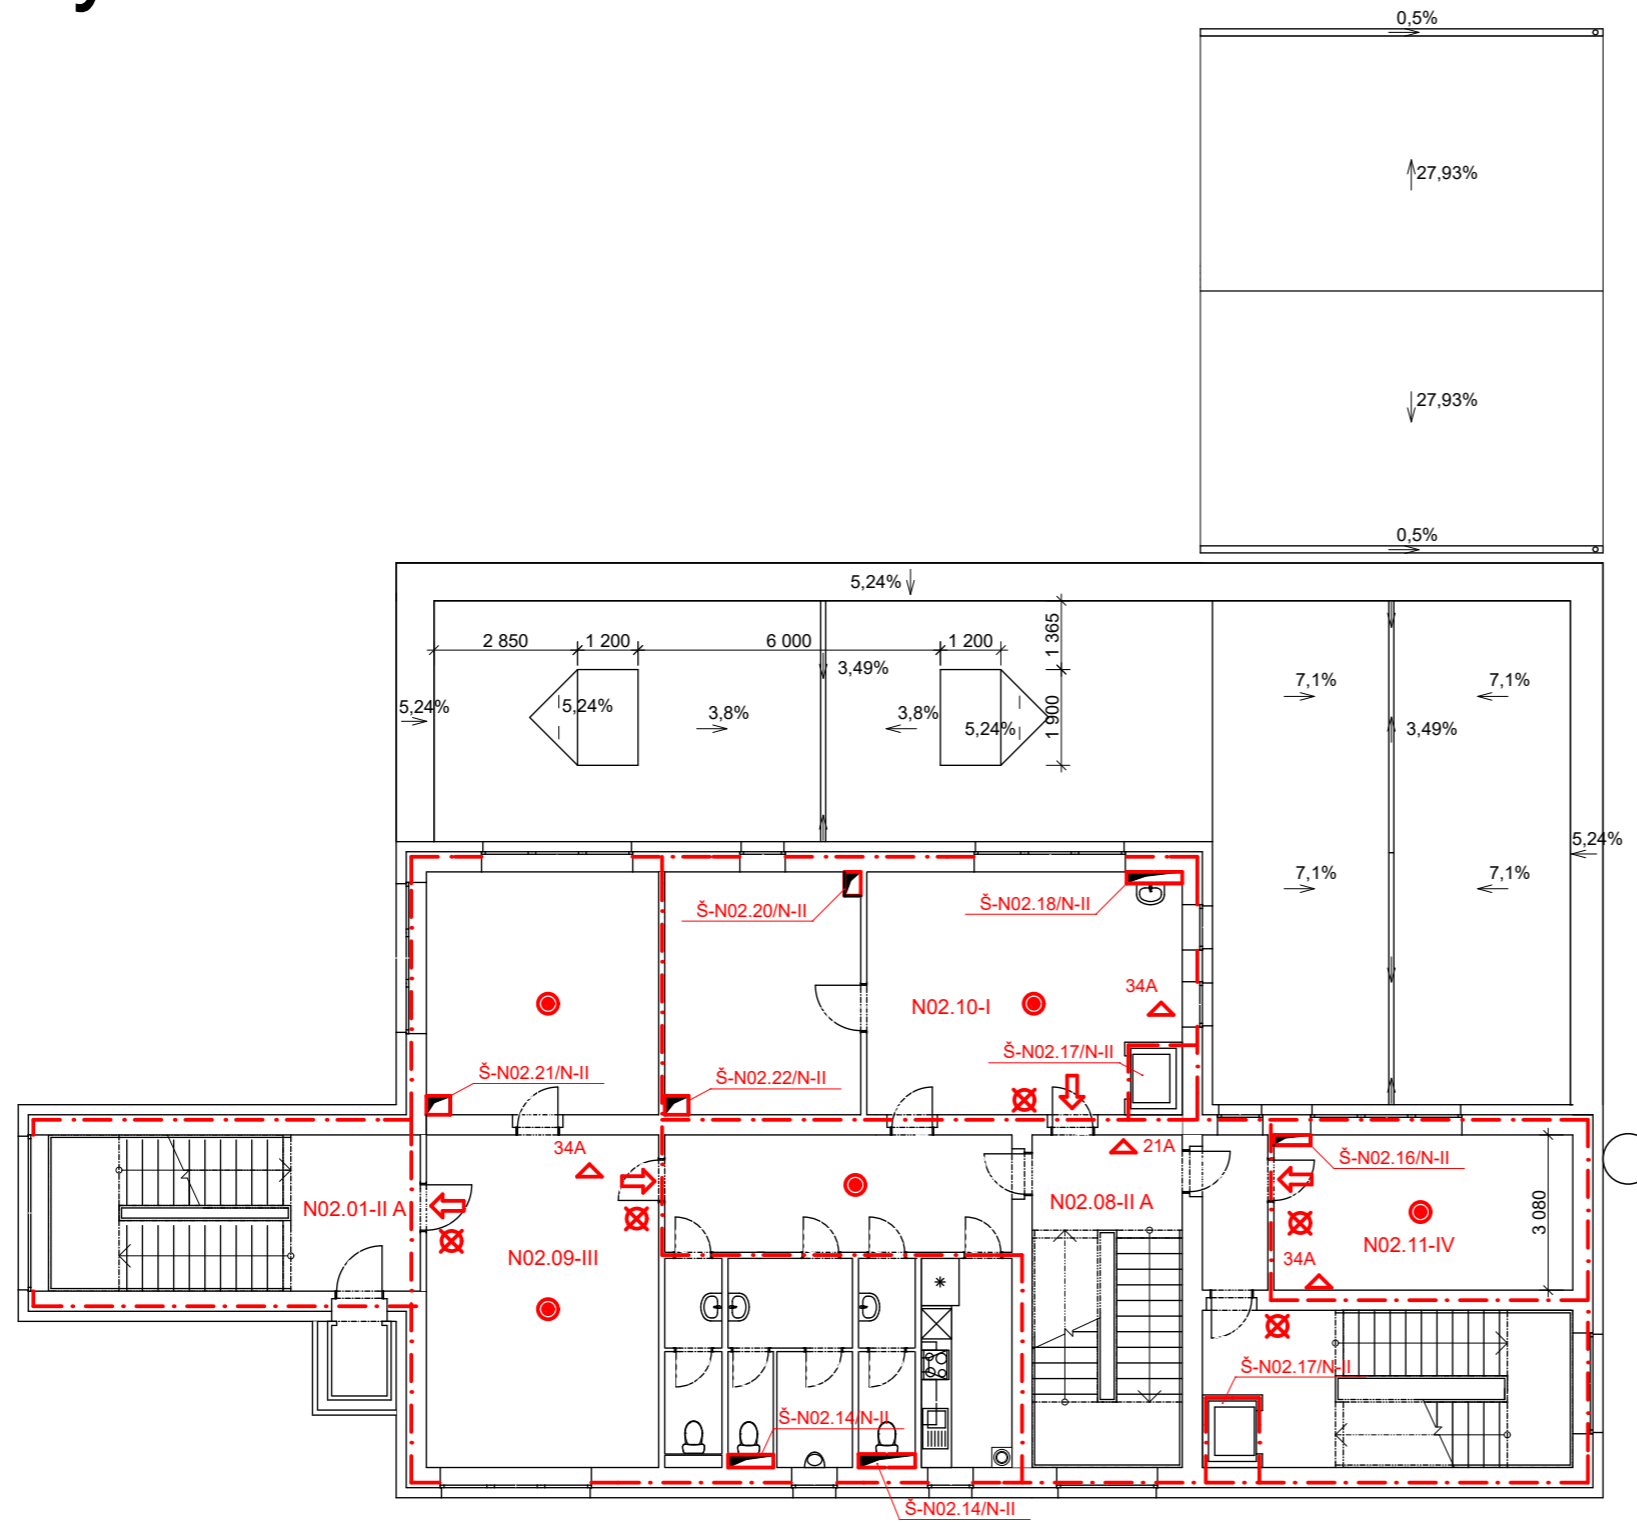 0,5%
27,93%
27,93%
0,5%
5,24%
2 850
1 200
6 000
1 200
1 365
3,49%
5,24%
5,24%
3,8%
3,8%
5,24%
1 900
7,1%
7,1%
3,49%
5,24%
7,1%
7,1%
Š-N02.20/N-II
Š-N02.18/N-II
34A
N02.10-I
Š-N02.17/N-II
Š-N02.21/N-II
Š-N02.22/N-II
34A
21A
Š-N02.16/N-II
N02.01-II A
N02.08-II A
3 080
N02.09-III
N02.11-IV
34A
Š-N02.17/N-II
Š-N02.14/N-II
Š-N02.14/N-II